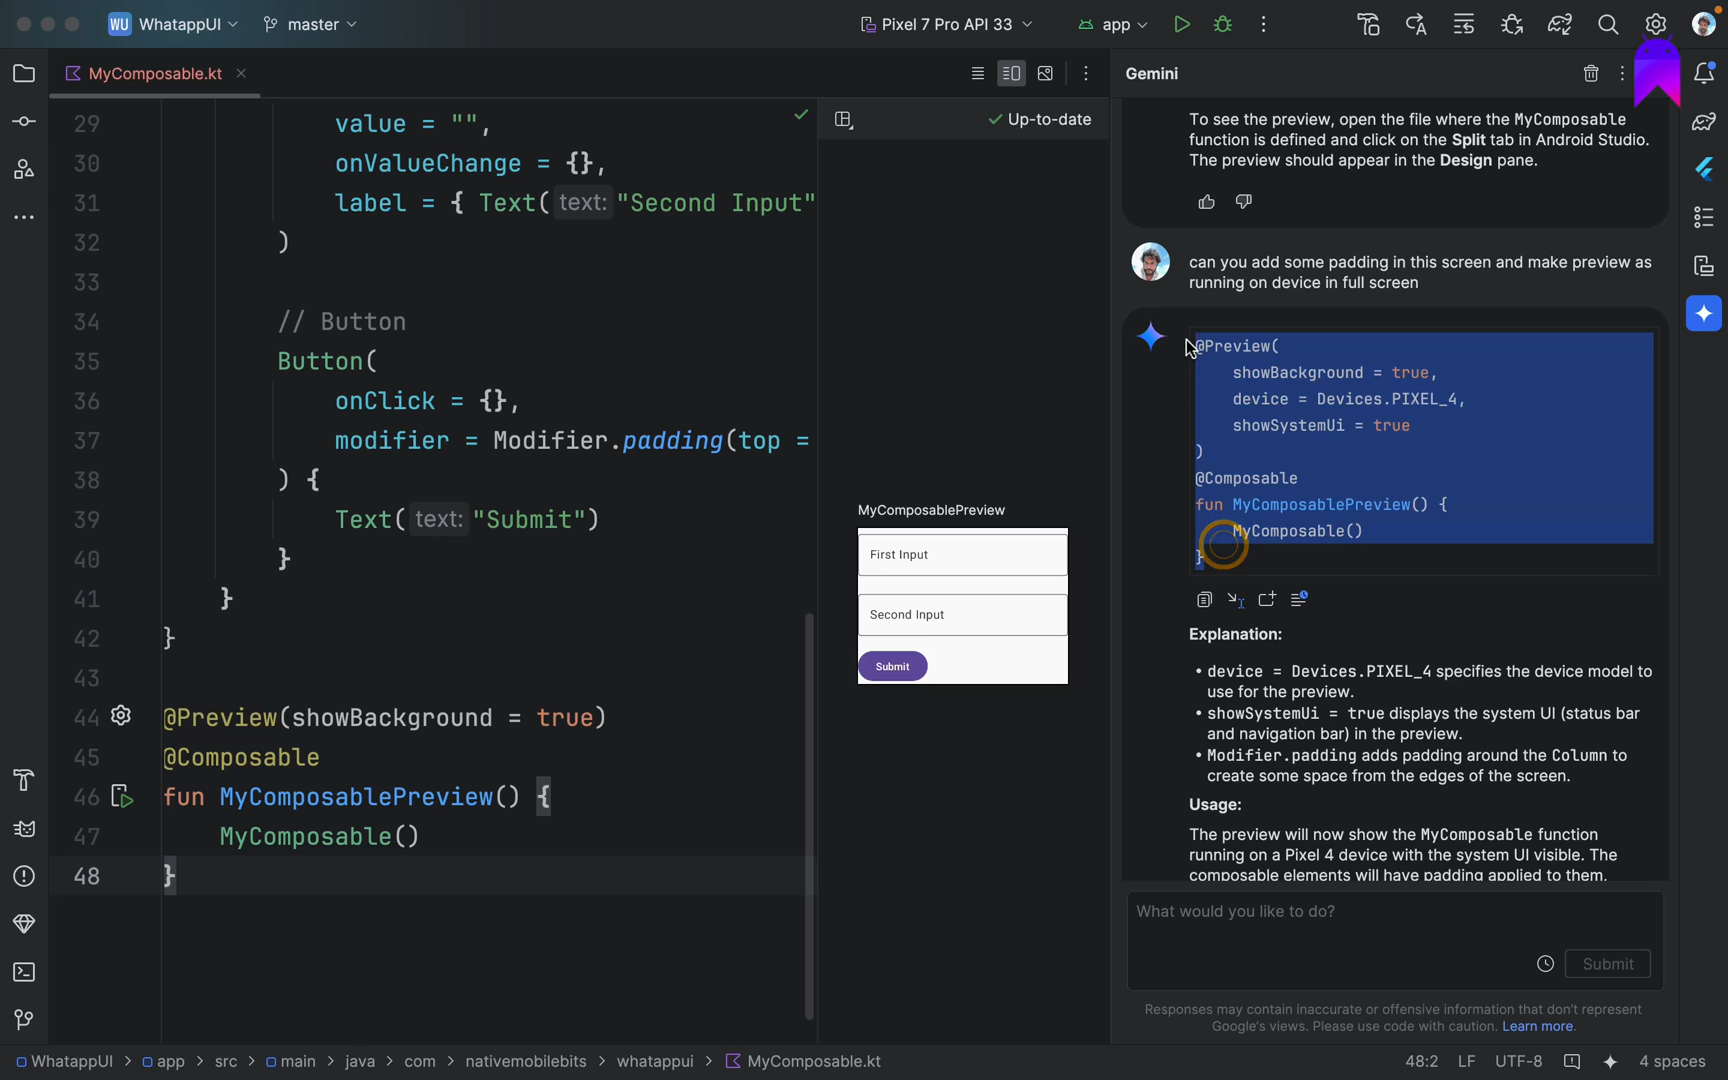 WU WhatappUI master Pixel 7 Pro API 33 app
MyComposable.kt
29 value = "",
30 onValueChange = {},
31 label = { Text( text: "Second Input"
32 )
33
34 // Button
35 Button(
36 onClick = {},
37 modifier = Modifier.padding(top =
38 ) {
39 Text( text: "Submit")
40 }
41 }
42 }
43
44 @Preview(showBackground = true)
45 @Composable
46 fun MyComposablePreview() {
47 MyComposable()
48 }
Up-to-date
MyComposablePreview
First Input
Second Input
Submit
Gemini
To see the preview, open the file where the MyComposable
function is defined and click on the Split tab in Android Studio.
The preview should appear in the Design pane.
can you add some padding in this screen and make preview as
running on device in full screen
@Preview(
showBackground = true,
device = Devices.PIXEL_4,
showSystemUi = true
)
@Composable
fun MyComposablePreview() {
MyComposable()
}
Explanation:
• device = Devices.PIXEL_4 specifies the device model to
use for the preview.
• showSystemUi = true displays the system UI (status bar
and navigation bar) in the preview.
• Modifier.padding adds padding around the Column to
create some space from the edges of the screen.
Usage:
The preview will now show the MyComposable function
running on a Pixel 4 device with the system UI visible. The
composable elements will have padding applied to them.
What would you like to do?
Submit
Responses may contain inaccurate or offensive information that don't represent
Google's views. Please use code with caution. Learn more.
WhatappUI > app > src > main > java > com > nativemobilebits > whatappui > MyComposable.kt
48:2 LF UTF-8 4 spaces